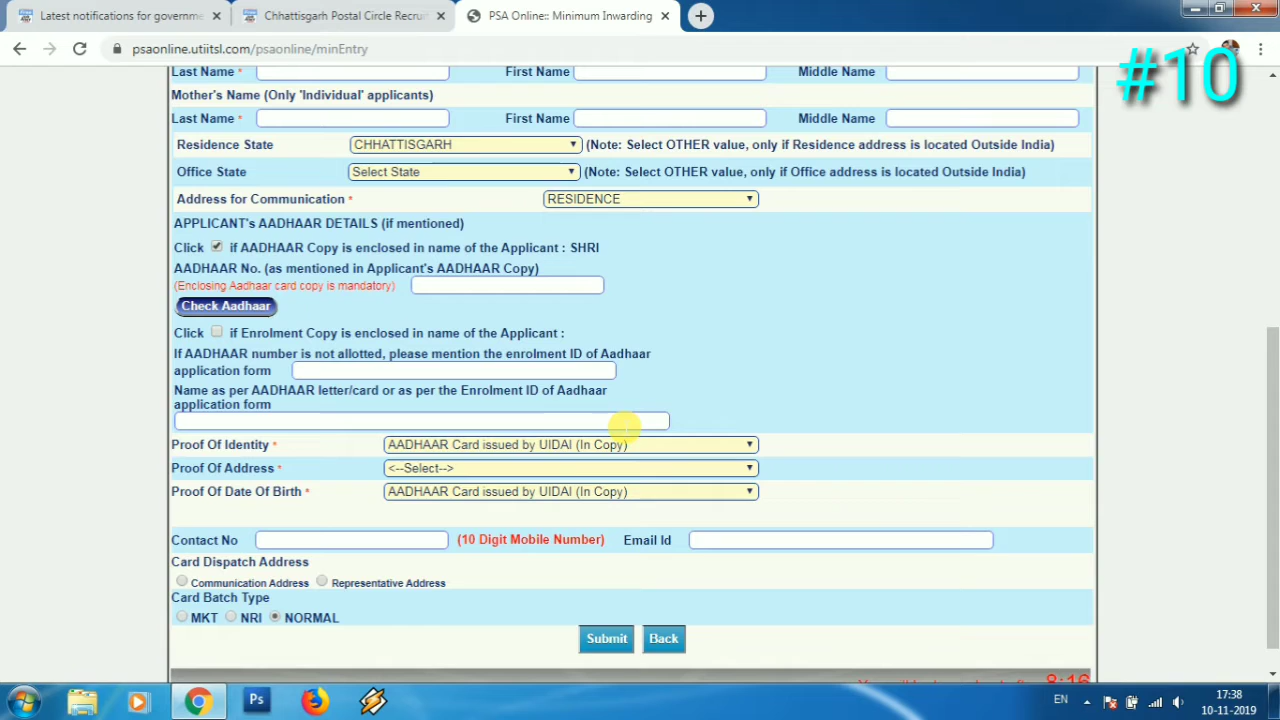 Latest notifications for governme
Chhattisgarh Postal Circle Recrui
PSA Online:: Minimum Inwarding
psaonline.utiitsl.com/psaonline/minEntry
#10
Last Name * First Name Middle Name
Mother's Name (Only 'Individual' applicants)
Last Name * First Name Middle Name
Residence State CHHATTISGARH (Note: Select OTHER value, only if Residence address is located Outside India)
Office State Select State (Note: Select OTHER value, only if Office address is located Outside India)
Address for Communication * RESIDENCE
APPLICANT's AADHAAR DETAILS (if mentioned)
Click if AADHAAR Copy is enclosed in name of the Applicant : SHRI
AADHAAR No. (as mentioned in Applicant's AADHAAR Copy)
(Enclosing Aadhaar card copy is mandatory)
Check Aadhaar
Click if Enrolment Copy is enclosed in name of the Applicant :
If AADHAAR number is not allotted, please mention the enrolment ID of Aadhaar
application form
Name as per AADHAAR letter/card or as per the Enrolment ID of Aadhaar
application form
Proof Of Identity * AADHAAR Card issued by UIDAI (In Copy)
Proof Of Address * <--Select-->
Proof Of Date Of Birth * AADHAAR Card issued by UIDAI (In Copy)
Contact No (10 Digit Mobile Number) Email Id
Card Dispatch Address
Communication Address Representative Address
Card Batch Type
MKT NRI NORMAL
Submit Back
8:16
Ps
EN
17:38
10-11-2019